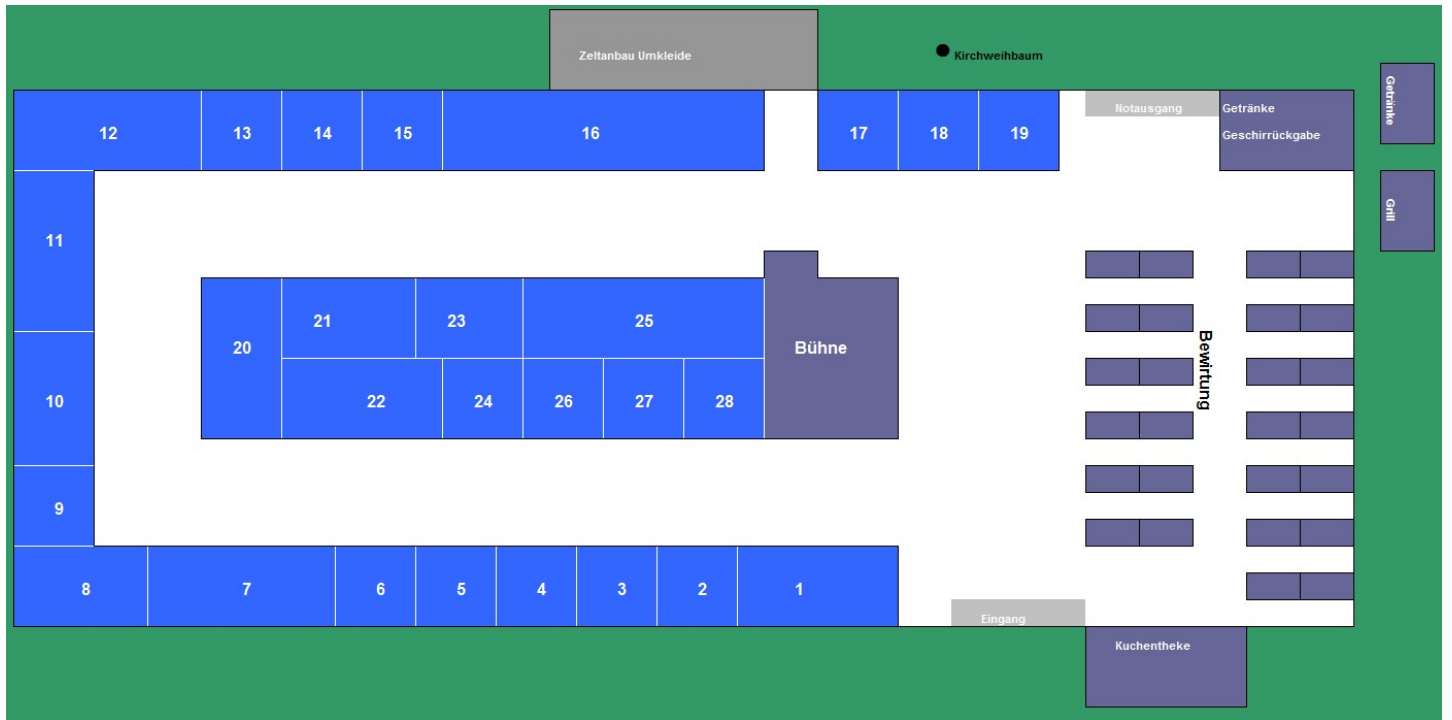 Zeltanbau Umkleide
Kirchweihbaum
Getränke
12
13
14
15
16
17
18
19
Notausgang
Getränke
Geschirrückgabe
Grill
11
21
23
25
20
Bühne
Bewirtung
10
22
24
26
27
28
9
8
7
6
5
4
3
2
1
Eingang
Kuchentheke